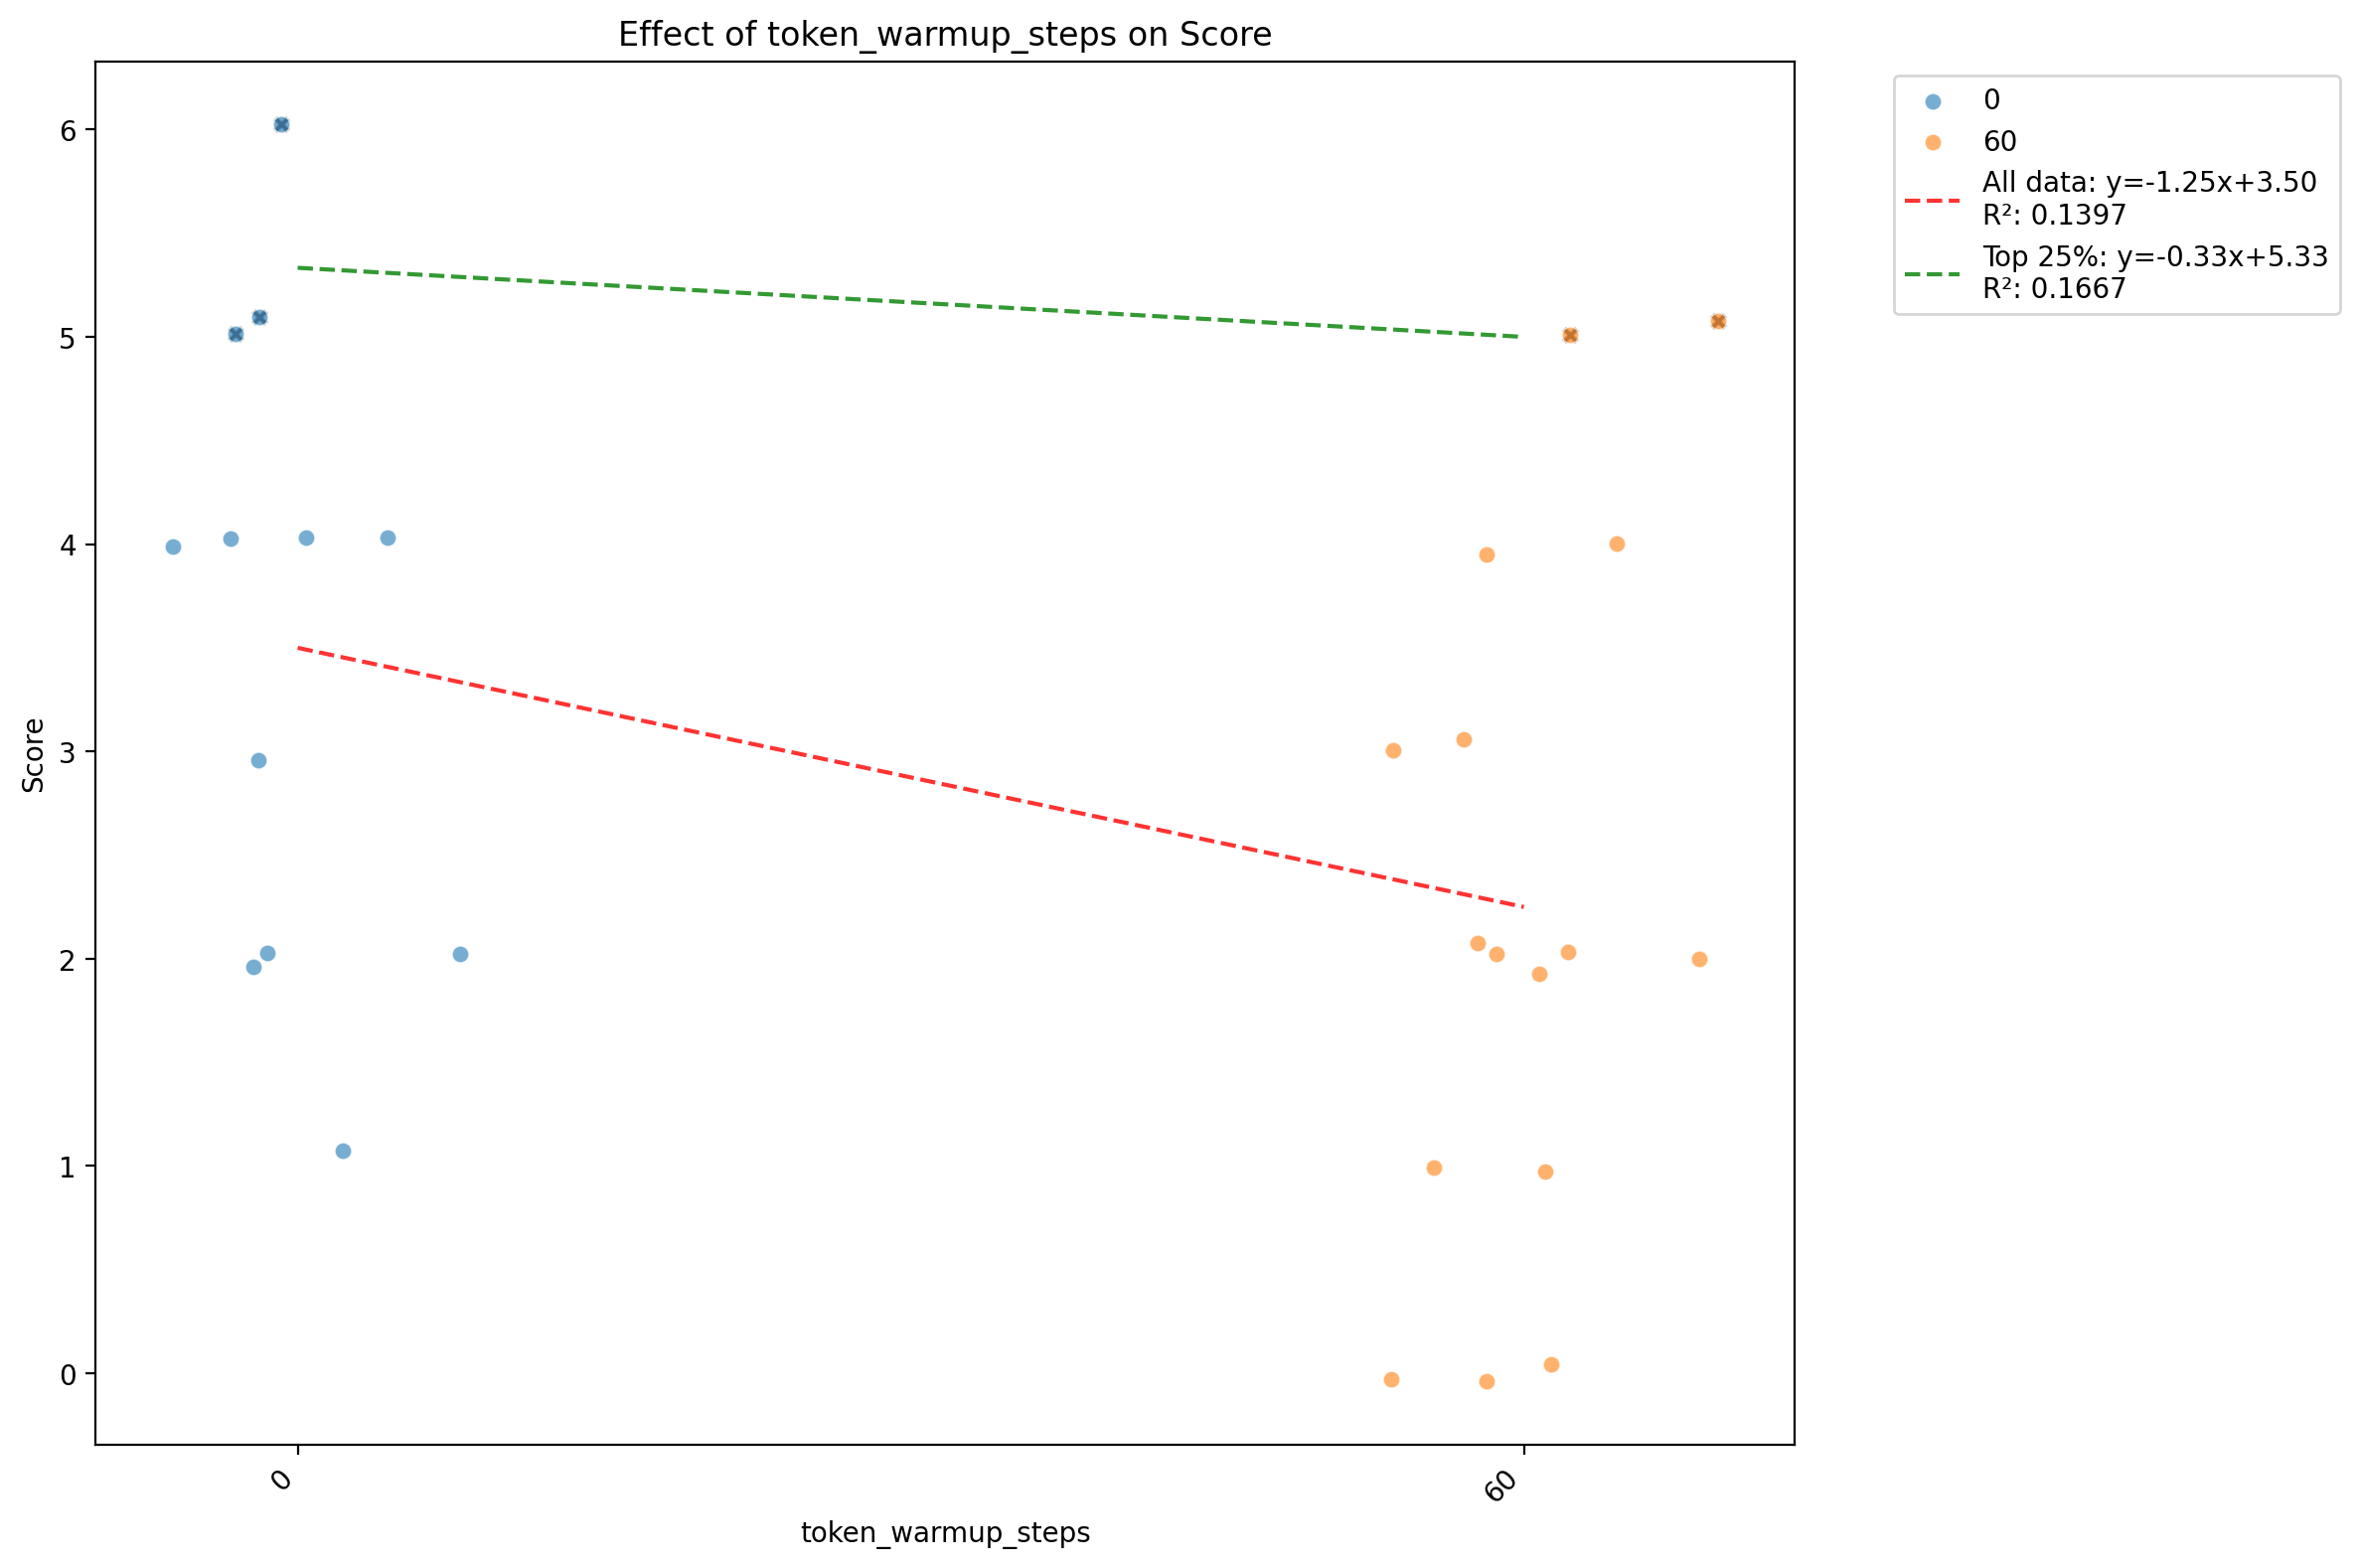 Effect of token_warmup_steps on Score
6
5
4
3
2
1
0
Score
0
60
token_warmup_steps
0
60
All data: y=-1.25x+3.50
R²: 0.1397
Top 25%: y=-0.33x+5.33
R²: 0.1667